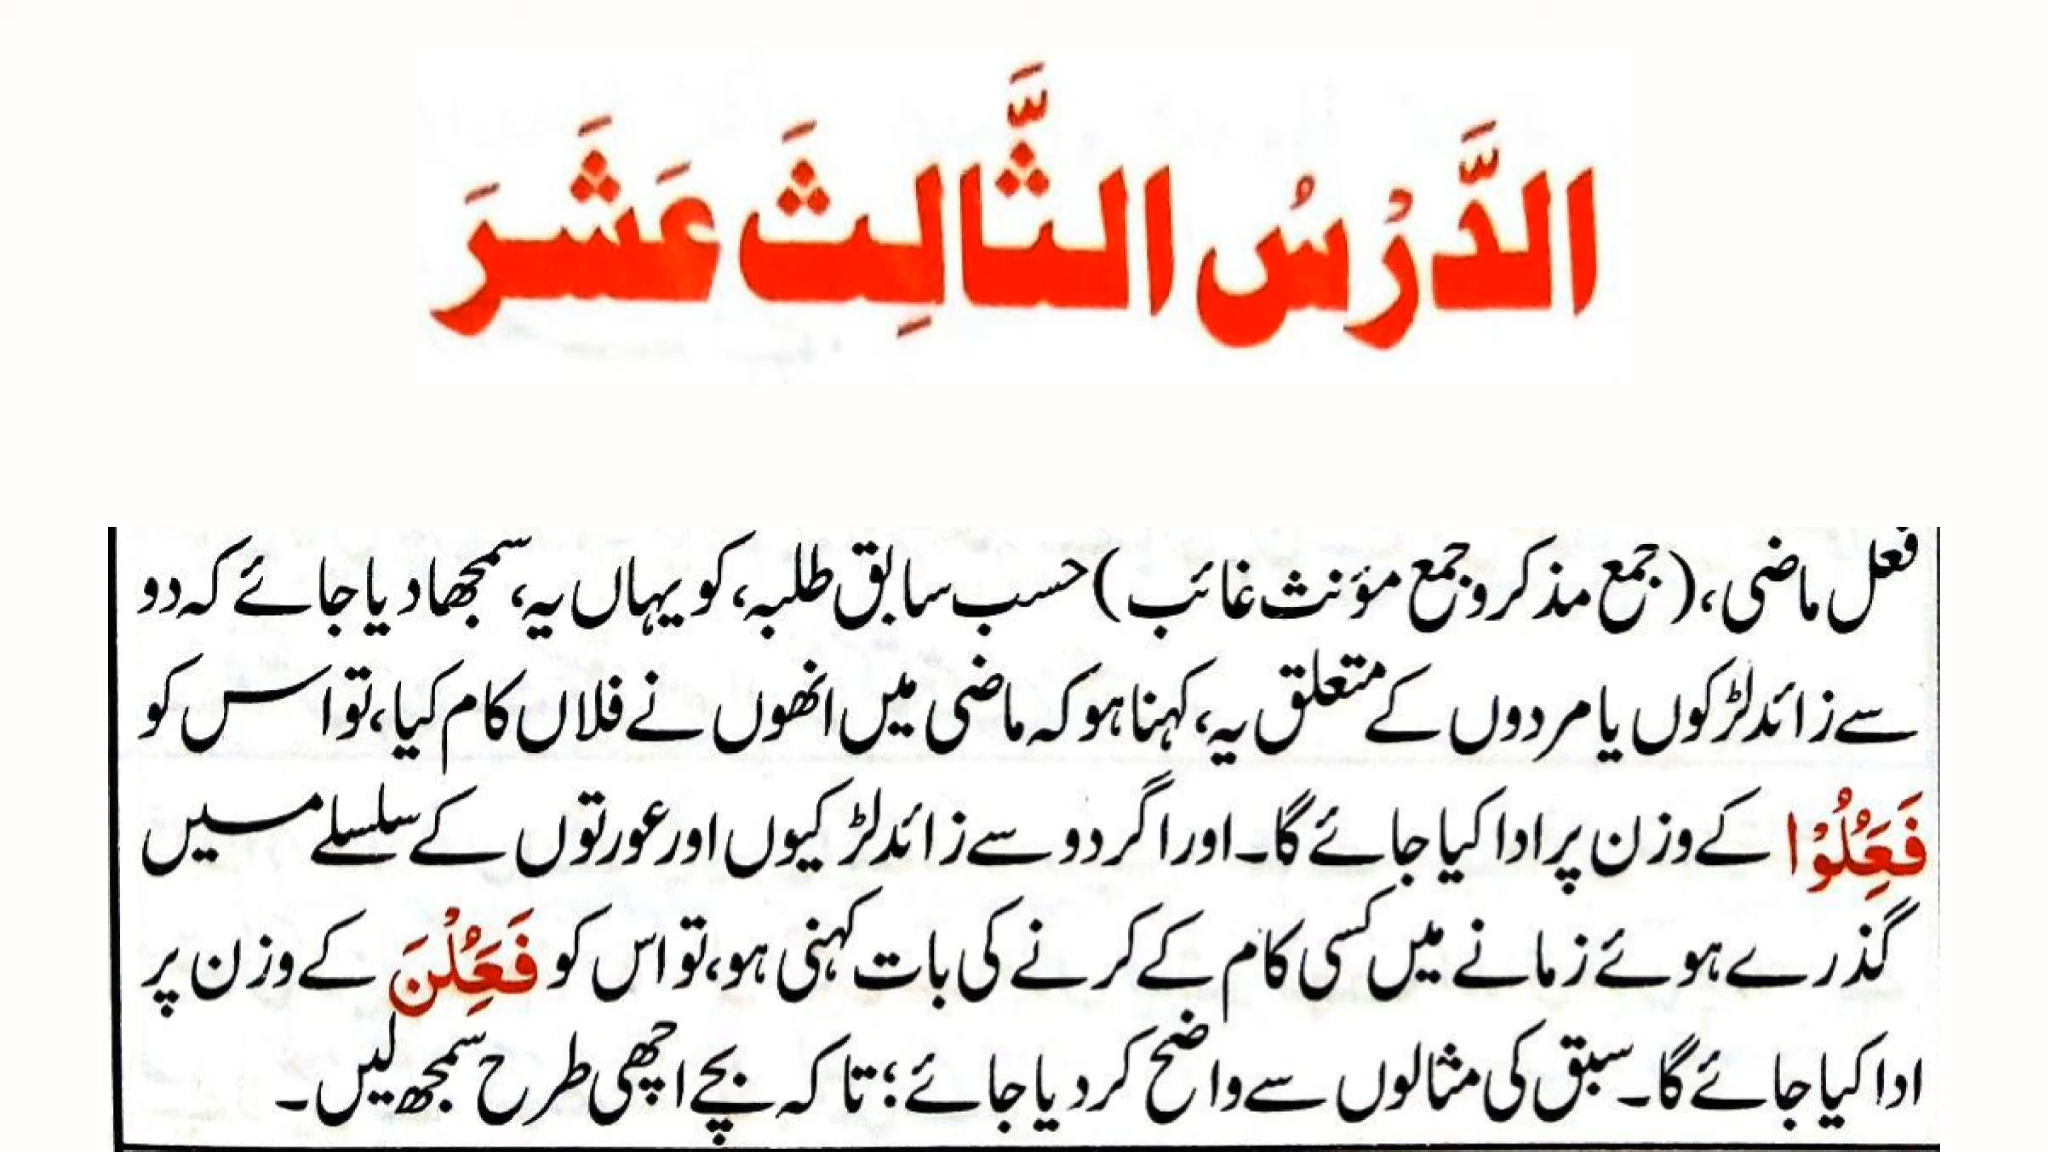 الدَّرْسُ الثَّالِثَ عَشَرَ
فعل ماضی، (جمع مذکر و جمع مؤنث غائب) حسب سابق طلبہ، کو یہاں یہ، سمجھا دیا جائے کہ دو
سے زائد لڑکوں یا مردوں کے متعلق یہ، کہنا ہو کہ ماضی میں انھوں نے فلاں کام کیا، تو اس کو
فَعَِلُوْا کے وزن پر ادا کیا جائے گا۔ اور اگر دو سے زائد لڑکیوں اور عورتوں کے سلسلے میں
گذرے ہوئے زمانے میں کسی کام کے کرنے کی بات کہنی ہو، تو اس کو فَعَِلْنَ کے وزن پر
ادا کیا جائے گا۔ سبق کی مثالوں سے واضح کر دیا جائے؛ تا کہ بچے اچھی طرح سمجھ لیں۔